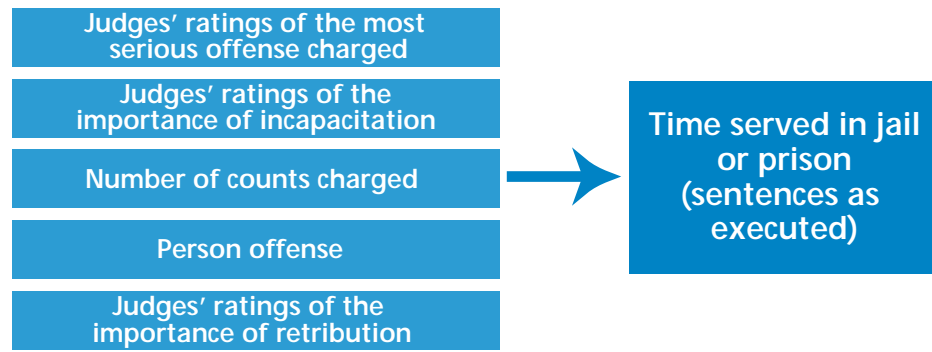 Judges' ratings of the most
serious offense charged
Judges' ratings of the
importance of incapacitation
Number of counts charged
Person offense
Judges' ratings of the
importance of retribution
Time served in jail
or prison
(sentences as
executed)